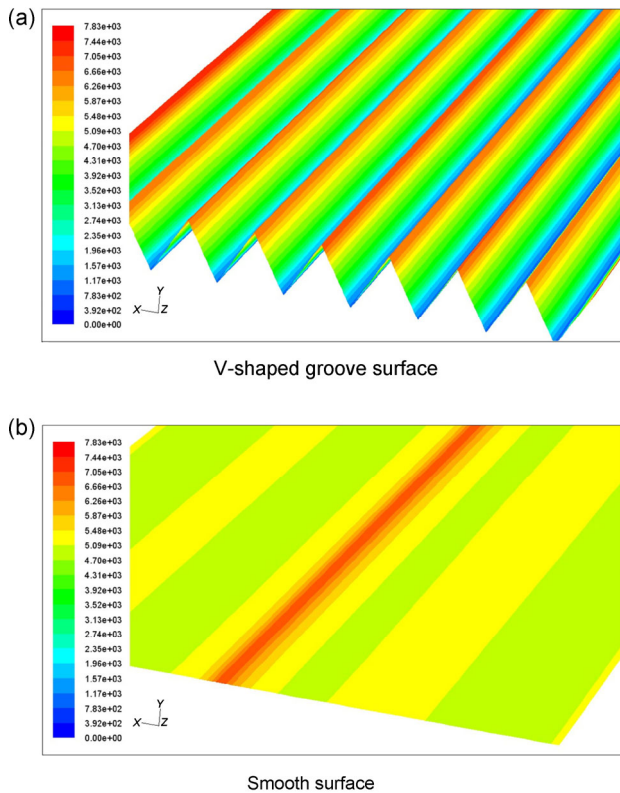 (a)
7.83e+03
7.44e+03
7.05e+03
6.66e+03
6.26e+03
5.87e+03
5.48e+03
5.09e+03
4.70e+03
4.31e+03
3.92e+03
3.52e+03
3.13e+03
2.74e+03
2.35e+03
1.96e+03
1.57e+03
1.17e+03
7.83e+02
3.92e+02
0.00e+00
Y
X Z
V-shaped groove surface
(b)
7.83e+03
7.44e+03
7.05e+03
6.66e+03
6.26e+03
5.87e+03
5.48e+03
5.09e+03
4.70e+03
4.31e+03
3.92e+03
3.52e+03
3.13e+03
2.74e+03
2.35e+03
1.96e+03
1.57e+03
1.17e+03
7.83e+02
3.92e+02
0.00e+00
Y
X Z
Smooth surface